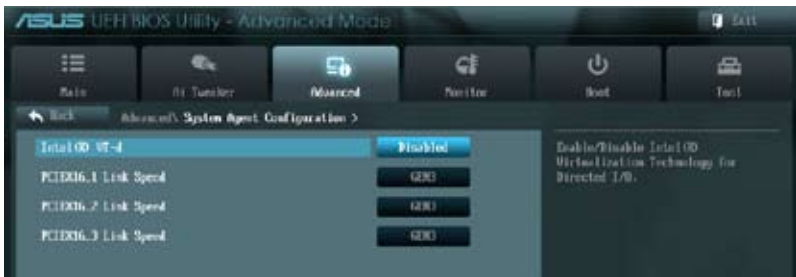 ASUS UEFI BIOS Utility - Advanced Mode
Exit
Main
Ai Tweaker
Advanced
Monitor
Boot
Tool
Back
Advanced\ System Agent Configuration >
Intel(R) VT-d
Disabled
Enable/Disable Intel(R)
Virtualization Technology for
Directed I/O.
PCIEX16_1 Link Speed
GEN3
PCIEX16_2 Link Speed
GEN3
PCIEX16_3 Link Speed
GEN3